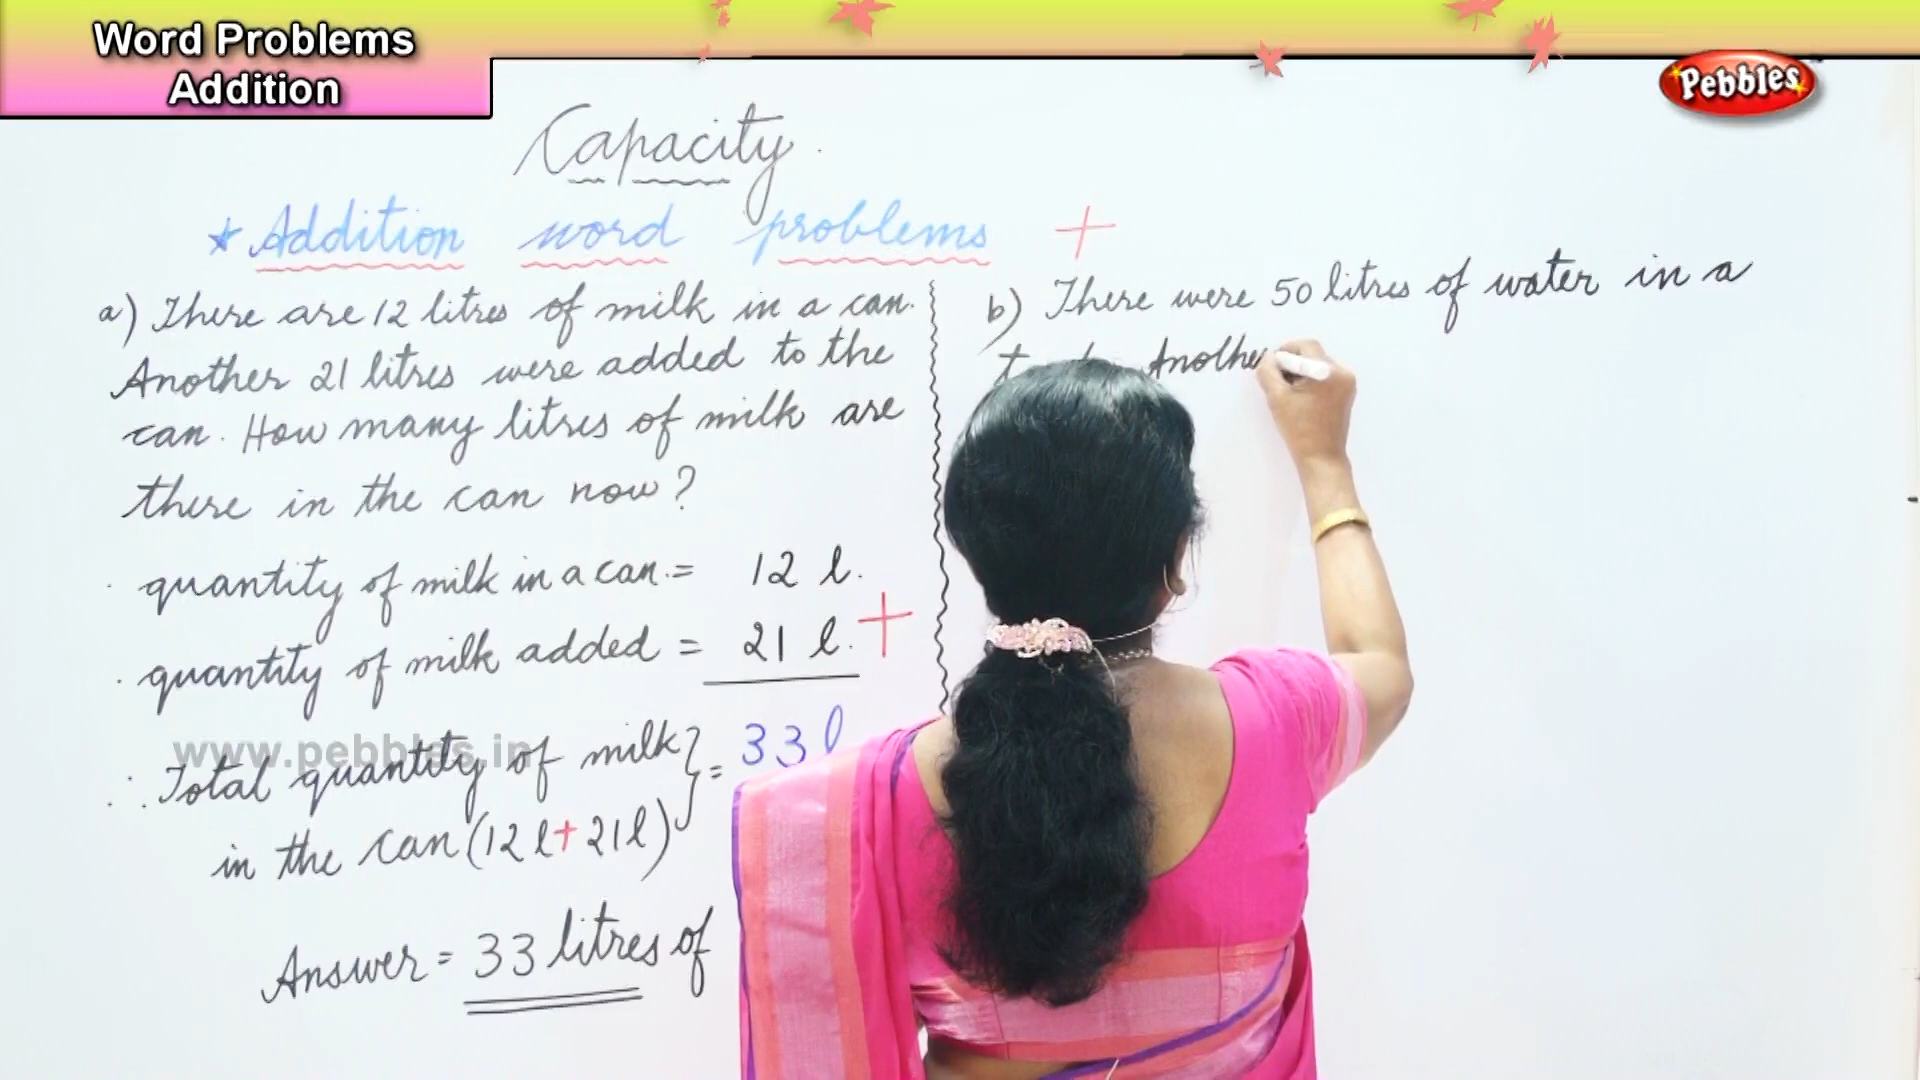 Word Problems
Addition
Pebbles
Capacity.
* Addition word problems +
a) There are 12 litres of milk in a can.
Another 21 litres were added to the
can. How many litres of milk are
there in the can now?
quantity of milk in a can = 12 l.
quantity of milk added = 21 l. +
www.pebbles.in
∴ Total quantity of milk } = 33 l
in the can (12 l + 21 l)
Answer = 33 litres of
b) There were 50 litres of water in a
Anothe